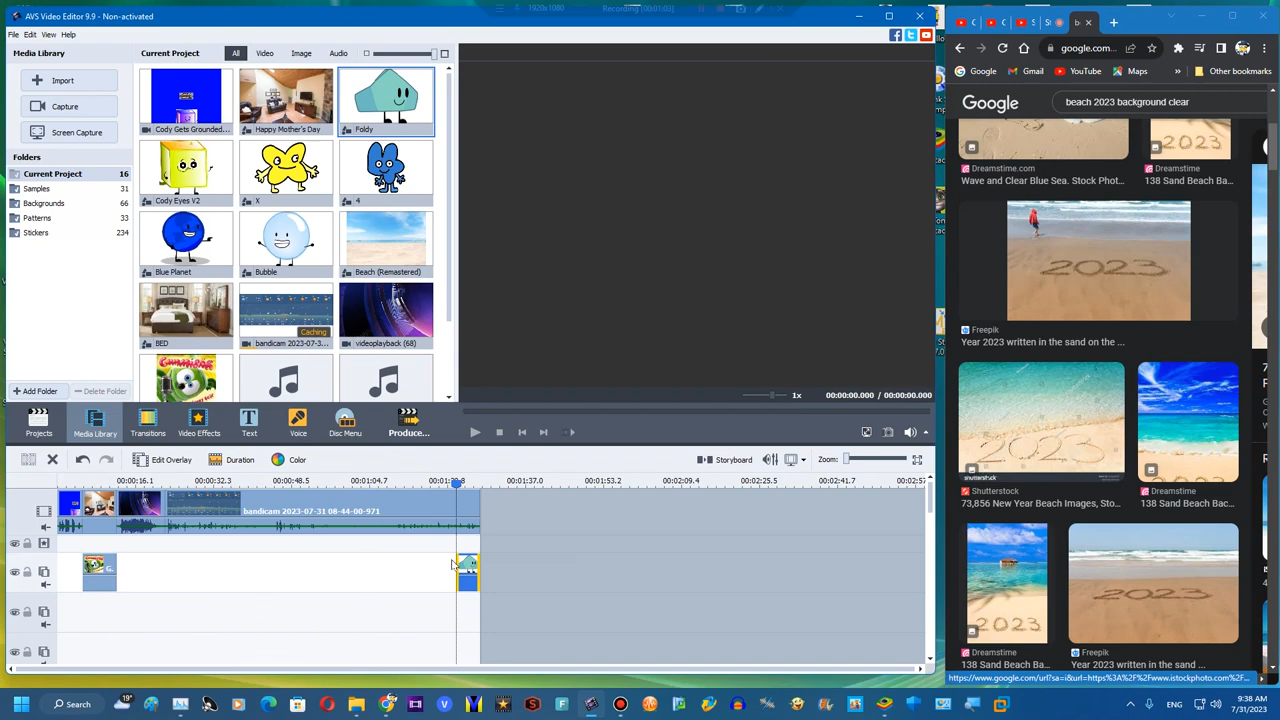 AVS Video Editor 9.9 - Non-activated
1920x1080
Recording [00:01:03]
File Edit View Help
Media Library
Current Project
All
Video
Image
Audio
Import
Capture
Screen Capture
Folders
Current Project 16
Samples 31
Backgrounds 66
Patterns 33
Stickers 234
Cody Gets Grounded...
Happy Mother's Day
Foldy
Cody Eyes V2
X
4
Blue Planet
Bubble
Beach (Remastered)
Caching
BED
bandicam 2023-07-3...
videoplayback (68)
+ Add Folder
Delete Folder
1x
00:00:00.000 / 00:00:00.000
Projects
Media Library
Transitions
Video Effects
Text
Voice
Disc Menu
Produce...
Edit Overlay
Duration
Color
Storyboard
Zoom:
00:00:16.1 00:00:32.3 00:00:48.5 00:01:04.7 00:01:37.0 00:01:53.2 00:02:09.4 00:02:25.5 00:02:41.7 00:02:57
bandicam 2023-07-31 08-44-00-971
google.com...
Google
Gmail
YouTube
Maps
Other bookmarks
Google
beach 2023 background clear
2023
Dreamstime.com
Wave and Clear Blue Sea. Stock Phot...
Dreamstime
138 Sand Beach Ba...
2023
Freepik
Year 2023 written in the sand on the ...
2023
shutterstock
Shutterstock
73,856 New Year Beach Images, Sto...
2023
Dreamstime
138 Sand Beach Bac...
2023
Dreamstime
138 Sand Beach Ba...
2023
Freepik
Year 2023 written in the sand ...
https://www.google.com/url?sa=i&url=https%3A%2F%2Fwww.istockphoto.com%2F...
Search
19°
ENG
9:38 AM
7/31/2023